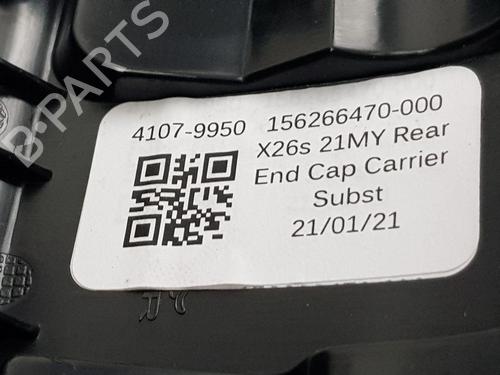 B-PARTS
4107-9950 156266470-000
X26s 21MY Rear
End Cap Carrier
Subst
21/01/21